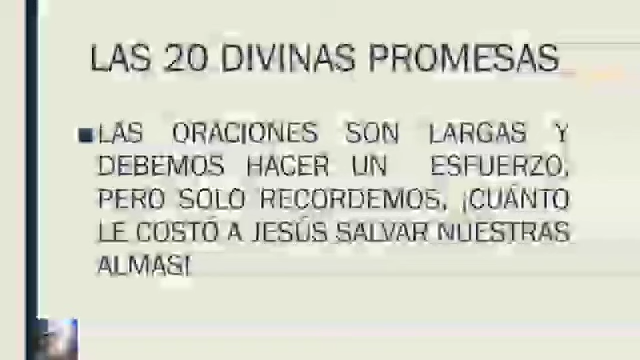 LAS 20 DIVINAS PROMESAS
LAS ORACIONES SON LARGAS Y
DEBEMOS HACER UN ESFUERZO,
PERO SOLO RECORDEMOS, ¡CUÁNTO
LE COSTÓ A JESÚS SALVAR NUESTRAS
ALMAS!